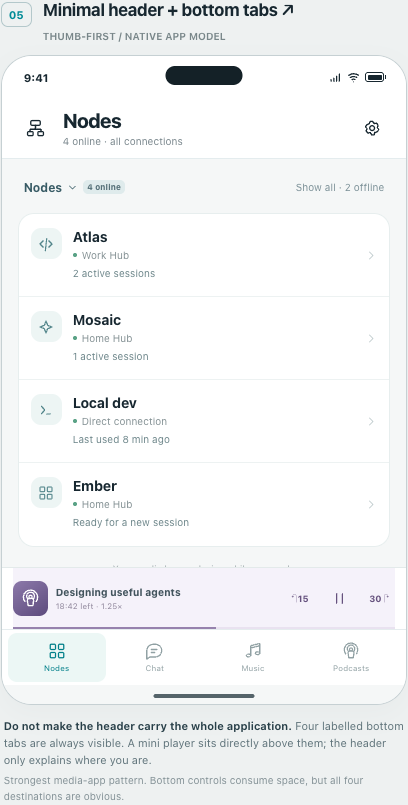 05 Minimal header + bottom tabs ↗
THUMB-FIRST / NATIVE APP MODEL
9:41
Nodes
4 online · all connections
Nodes 4 online Show all · 2 offline
Atlas
Work Hub
2 active sessions
Mosaic
Home Hub
1 active session
Local dev
Direct connection
Last used 8 min ago
Ember
Home Hub
Ready for a new session
Designing useful agents
18:42 left · 1.25×
15 30
Nodes Chat Music Podcasts
Do not make the header carry the whole application. Four labelled bottom
tabs are always visible. A mini player sits directly above them; the header
only explains where you are.
Strongest media-app pattern. Bottom controls consume space, but all four
destinations are obvious.